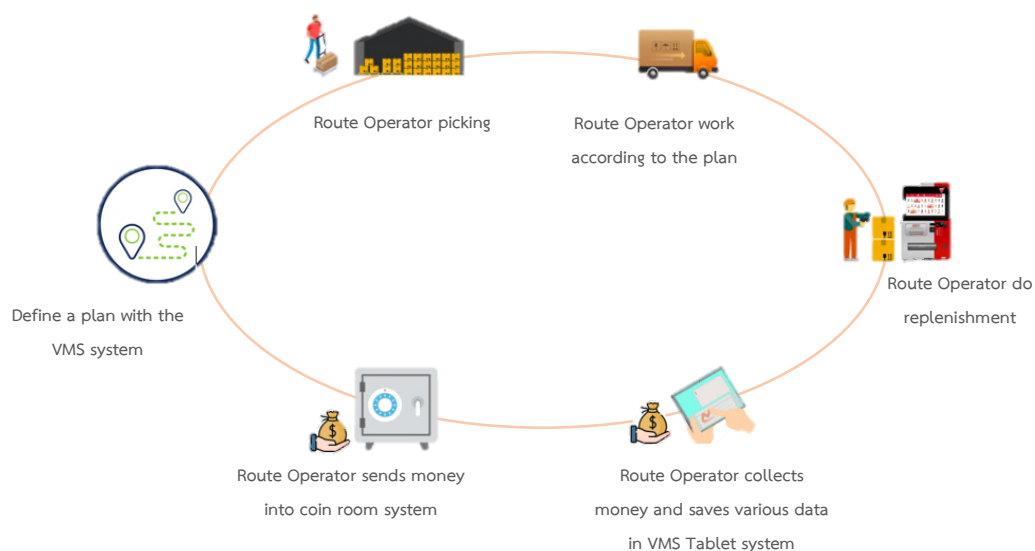 Route Operator picking
Route Operator work
according to the plan
Route Operator do
replenishment
Define a plan with the
VMS system
$
Route Operator sends money
into coin room system
$
Route Operator collects
money and saves various data
in VMS Tablet system